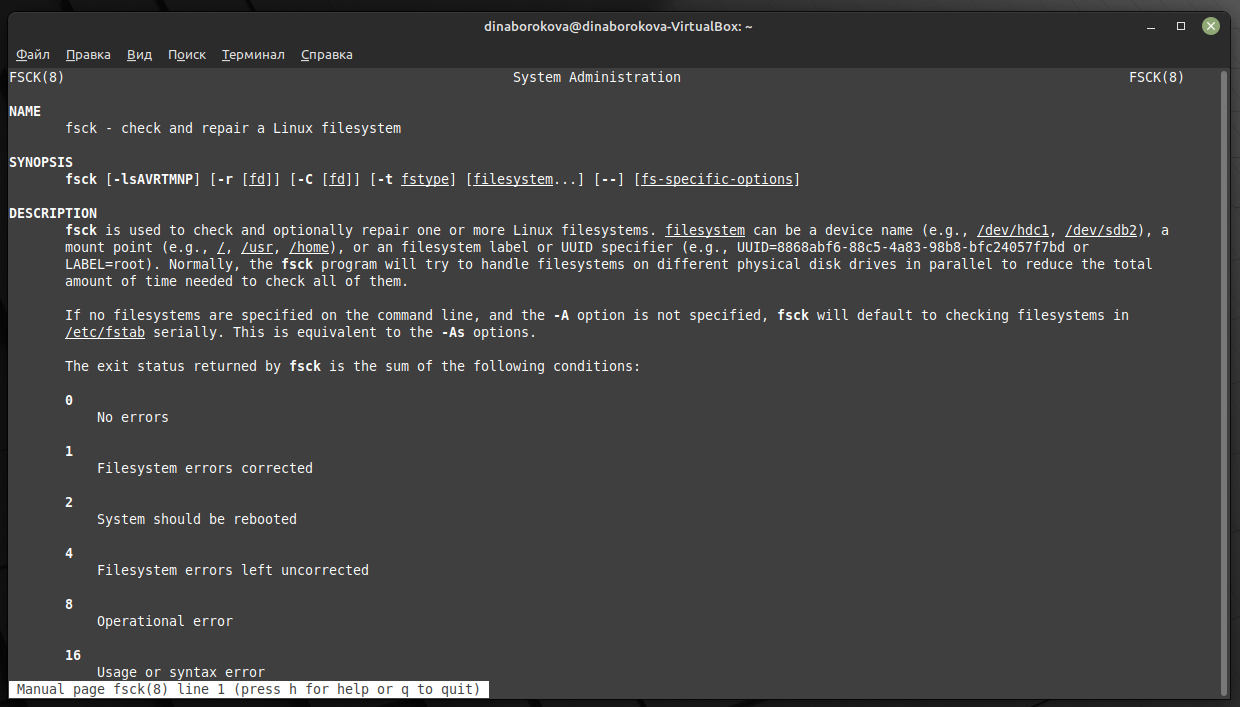 dinaborokova@dinaborokova-VirtualBox: ~
Файл Правка Вид Поиск Терминал Справка
FSCK(8) System Administration FSCK(8)
NAME
fsck - check and repair a Linux filesystem
SYNOPSIS
fsck [-lsAVRTMNP] [-r [fd]] [-C [fd]] [-t fstype] [filesystem...] [--] [fs-specific-options]
DESCRIPTION
fsck is used to check and optionally repair one or more Linux filesystems. filesystem can be a device name (e.g., /dev/hdc1, /dev/sdb2), a
mount point (e.g., /, /usr, /home), or an filesystem label or UUID specifier (e.g., UUID=8868abf6-88c5-4a83-98b8-bfc24057f7bd or
LABEL=root). Normally, the fsck program will try to handle filesystems on different physical disk drives in parallel to reduce the total
amount of time needed to check all of them.
If no filesystems are specified on the command line, and the -A option is not specified, fsck will default to checking filesystems in
/etc/fstab serially. This is equivalent to the -As options.
The exit status returned by fsck is the sum of the following conditions:
0
No errors
1
Filesystem errors corrected
2
System should be rebooted
4
Filesystem errors left uncorrected
8
Operational error
16
Usage or syntax error
Manual page fsck(8) line 1 (press h for help or q to quit)